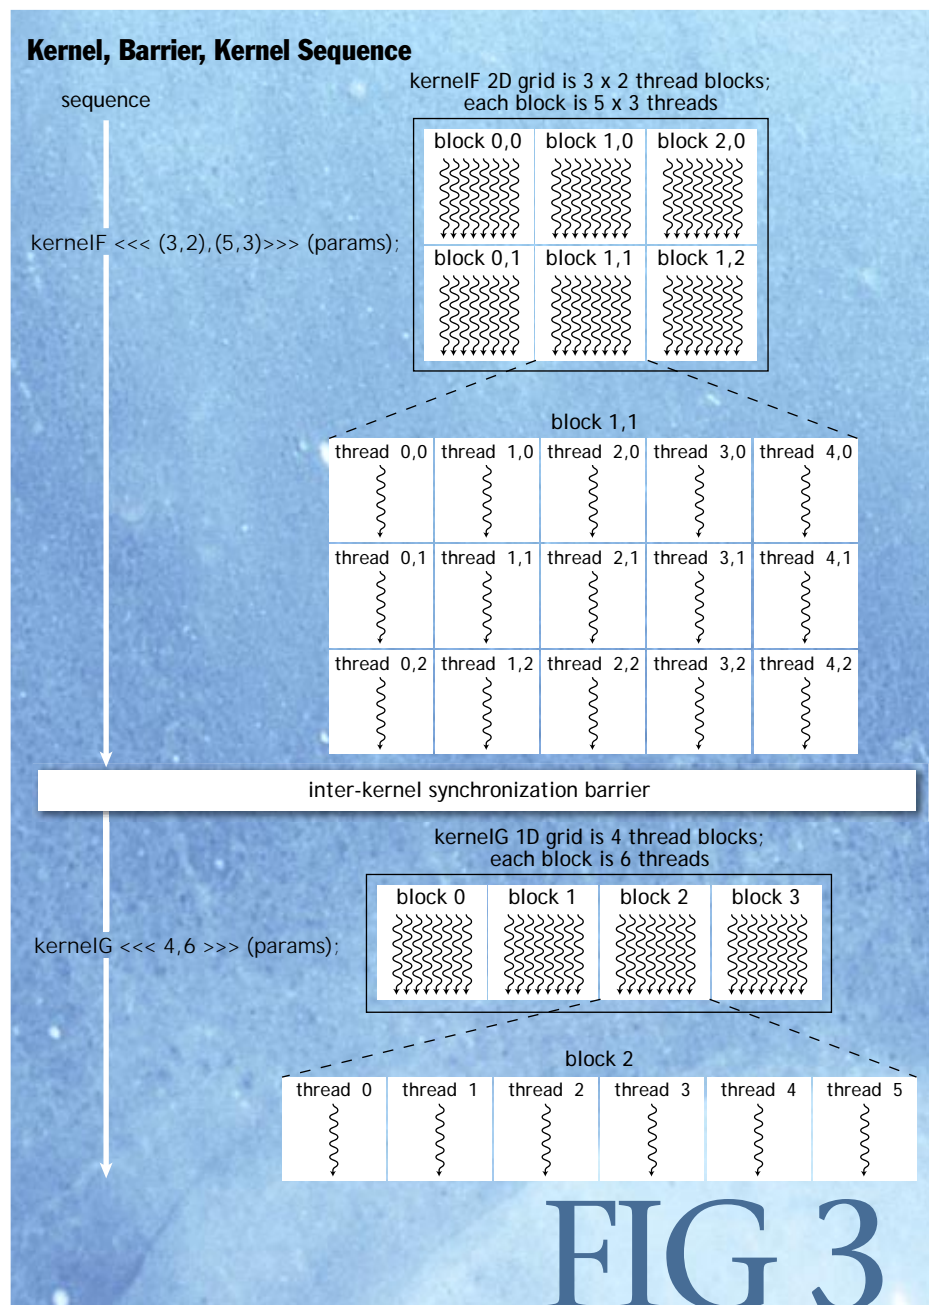 Kernel, Barrier, Kernel Sequence
sequence
kernelF 2D grid is 3 x 2 thread blocks;
each block is 5 x 3 threads
block 0,0 block 1,0 block 2,0
kernelF <<< (3,2),(5,3)>>> (params);
block 0,1 block 1,1 block 1,2
block 1,1
thread 0,0 thread 1,0 thread 2,0 thread 3,0 thread 4,0
thread 0,1 thread 1,1 thread 2,1 thread 3,1 thread 4,1
thread 0,2 thread 1,2 thread 2,2 thread 3,2 thread 4,2
inter-kernel synchronization barrier
kernelG 1D grid is 4 thread blocks;
each block is 6 threads
block 0 block 1 block 2 block 3
kernelG <<< 4,6 >>> (params);
block 2
thread 0 thread 1 thread 2 thread 3 thread 4 thread 5
FIG 3